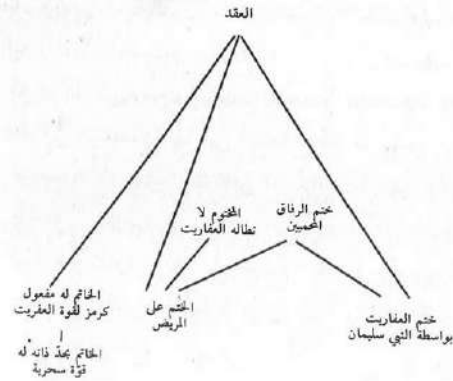 العقد
ختم الرفاق
المحميين
المختوم لا
تطاله العفاريت
الخاتم له مفعول
كرمز لقوة العفريت
الختم على
المريض
ختم العفاريت
بواسطة النبي سليمان
الخاتم بحدّ ذاته له
قوّة سحرية